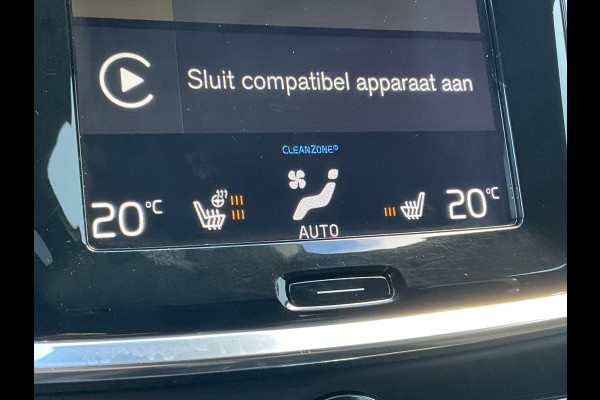 Sluit compatibel apparaat aan
CLEANZONE®
20°C 20°C
AUTO